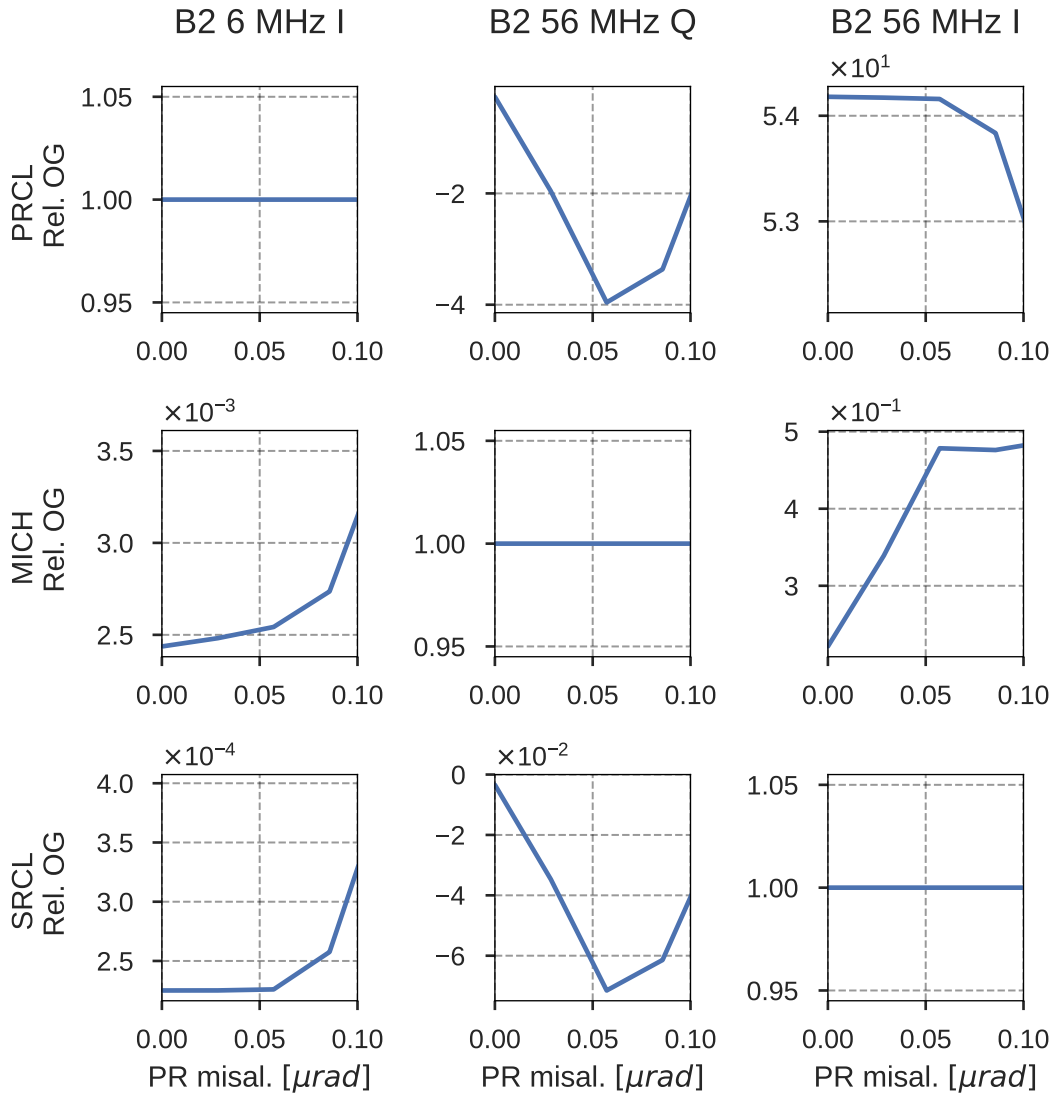 B2 6 MHz I B2 56 MHz Q B2 56 MHz I
×10¹
PRCL
Rel. OG
1.05
1.00
0.95
0.00 0.05 0.10
−2
−4
0.00 0.05 0.10
5.4
5.3
0.00 0.05 0.10
MICH
Rel. OG
×10⁻³
3.5
3.0
2.5
0.00 0.05 0.10
1.05
1.00
0.95
0.00 0.05 0.10
×10⁻¹
5
4
3
0.00 0.05 0.10
SRCL
Rel. OG
×10⁻⁴
4.0
3.5
3.0
2.5
0.00 0.05 0.10
PR misal. [μrad]
×10⁻²
0
−2
−4
−6
0.00 0.05 0.10
PR misal. [μrad]
1.05
1.00
0.95
0.00 0.05 0.10
PR misal. [μrad]